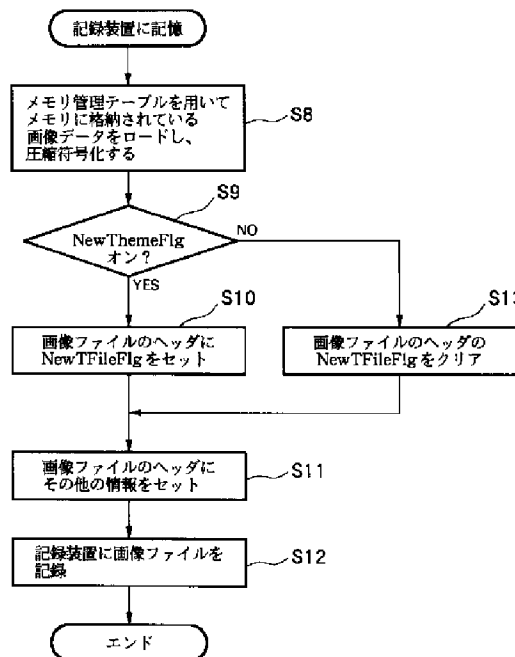 記録装置に記憶
メモリ管理テーブルを用いて
メモリに格納されている
画像データをロードし、
圧縮符号化する
S8
S9
NewThemeFlg
オン?
NO
YES
S10
S13
画像ファイルのヘッダに
NewTFileFlgをセット
画像ファイルのヘッダの
NewTFileFlgをクリア
画像ファイルのヘッダに
その他の情報をセット
S11
記録装置に画像ファイルを
記録
S12
エンド